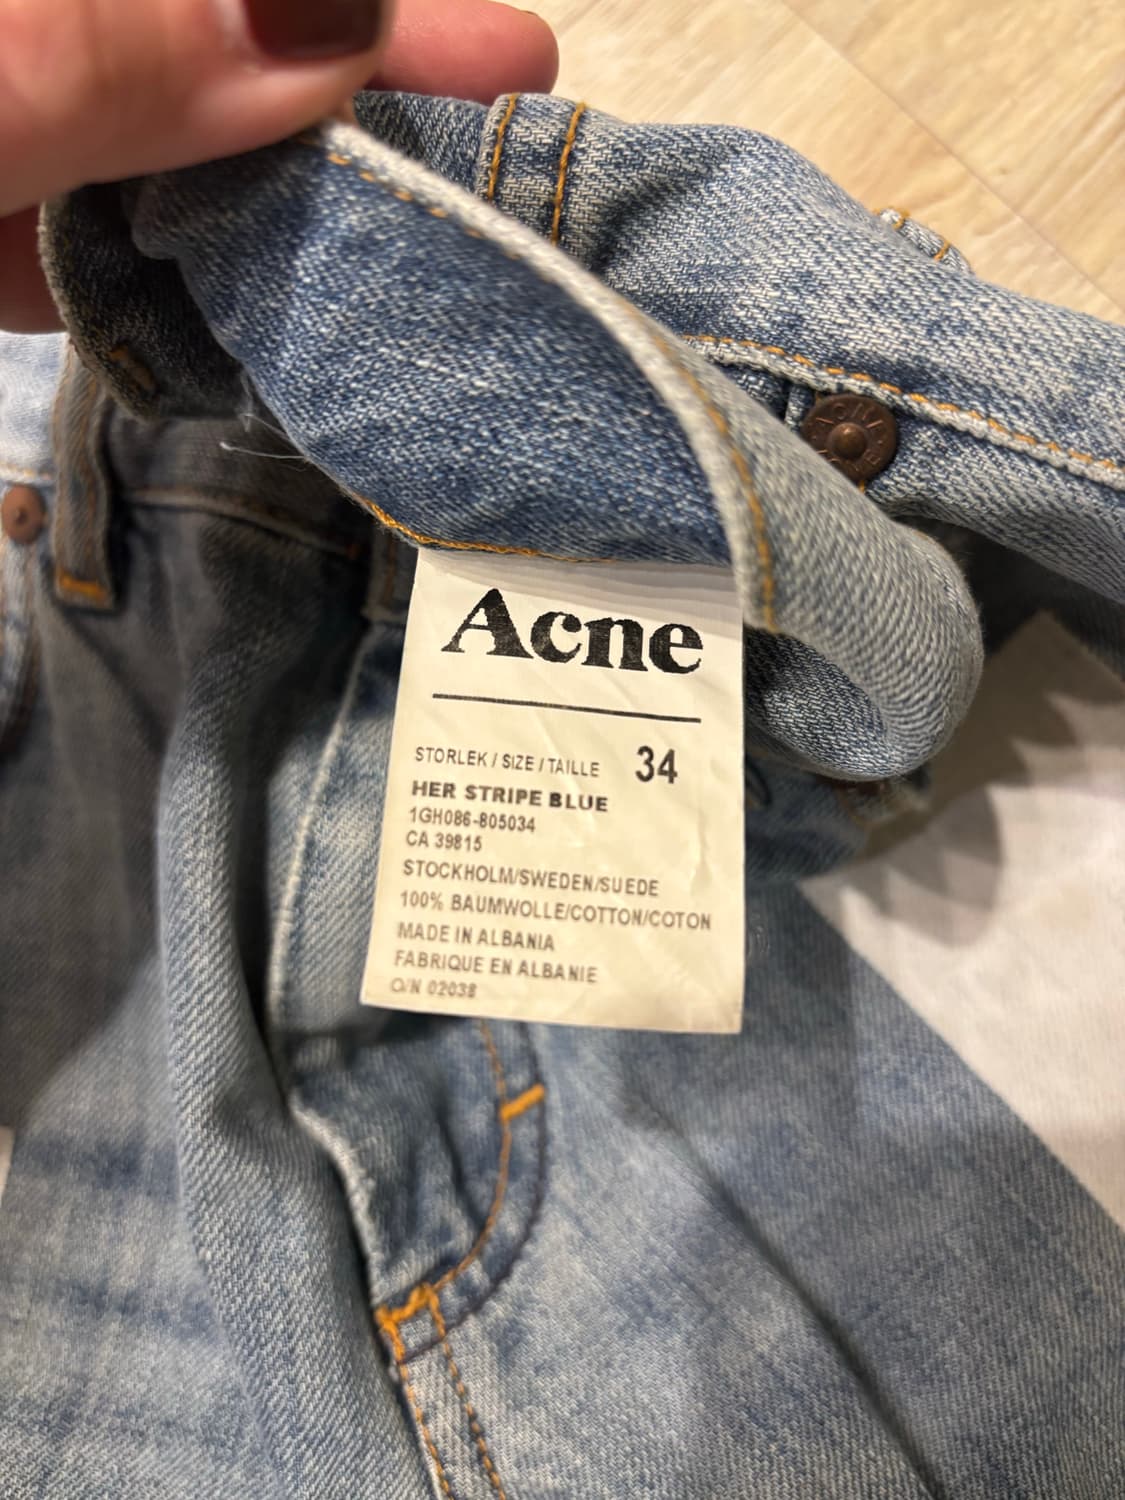 Acne
STORLEK / SIZE / TAILLE 34
HER STRIPE BLUE
1GH086-805034
CA 39815
STOCKHOLM/SWEDEN/SUEDE
100% BAUMWOLLE/COTTON/COTON
MADE IN ALBANIA
FABRIQUE EN ALBANIE
O/N 02038